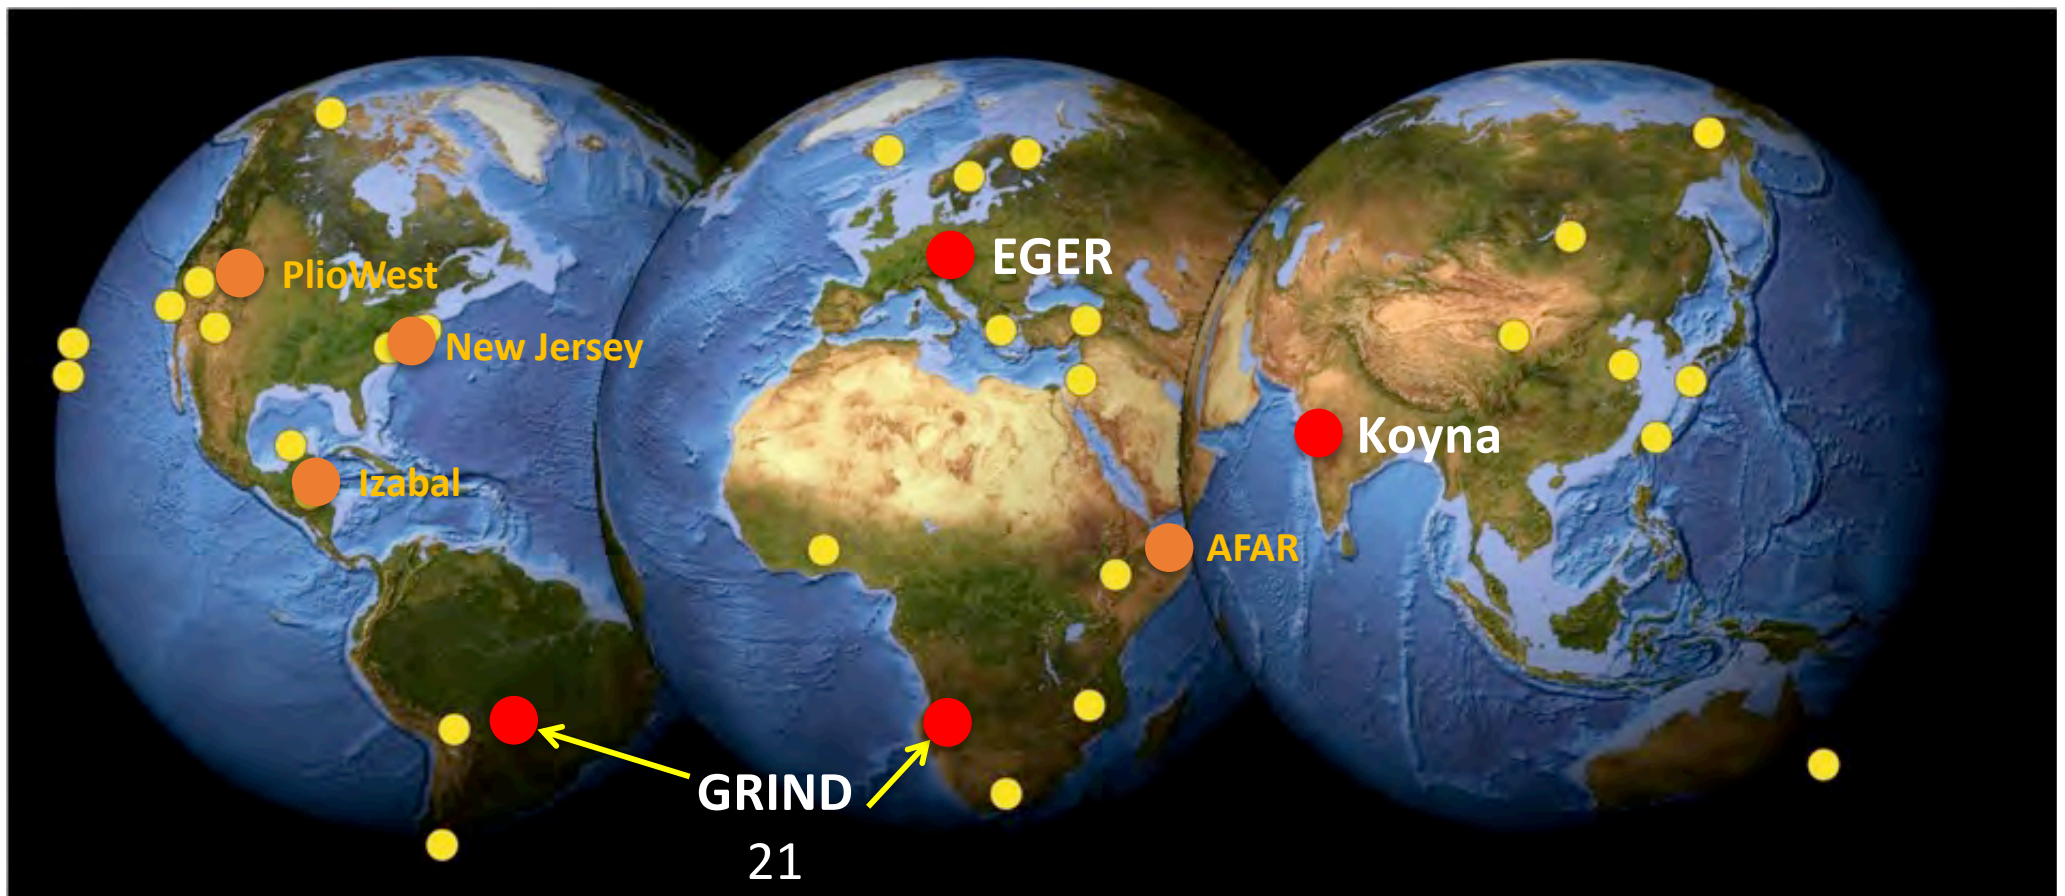 EGER
PlioWest
New Jersey
Koyna
Izabal
AFAR
GRIND
21